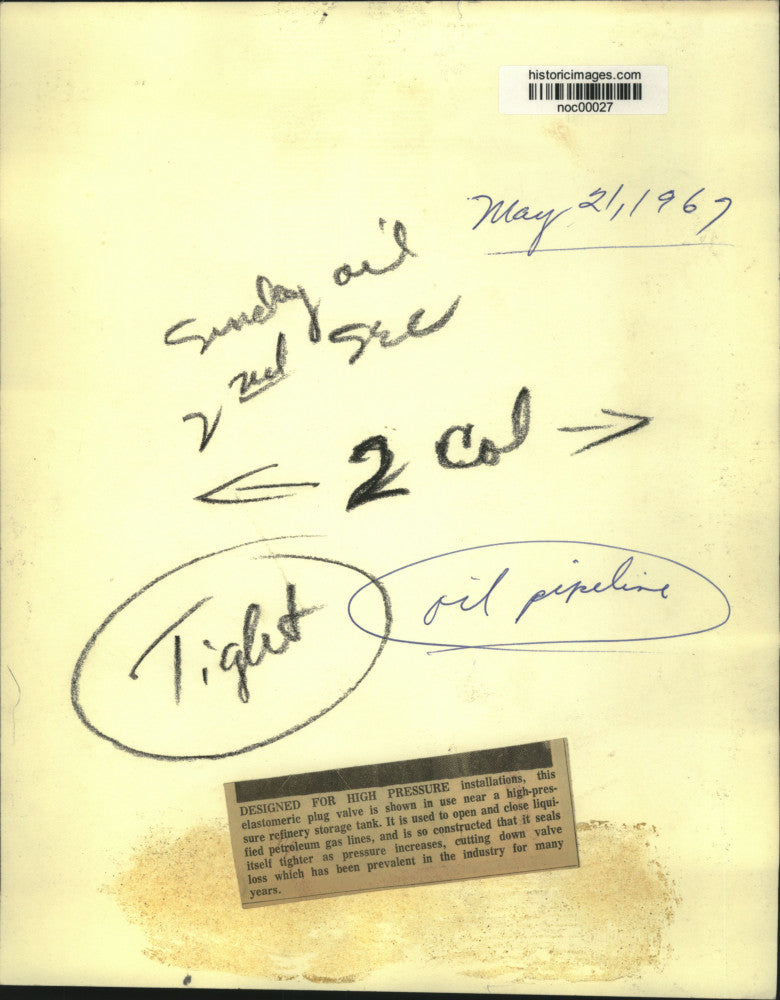 historicimages.com
noc00027
May 21, 1967
Sunday oil
2nd Sec
← 2 Col →
Tight
oil pipeline
DESIGNED FOR HIGH PRESSURE installations, this
elastomeric plug valve is shown in use near a high-pres-
sure refinery storage tank. It is used to open and close lique-
fied petroleum gas lines, and is so constructed that it seals
itself tighter as pressure increases, cutting down valve
loss which has been prevalent in the industry for many
years.